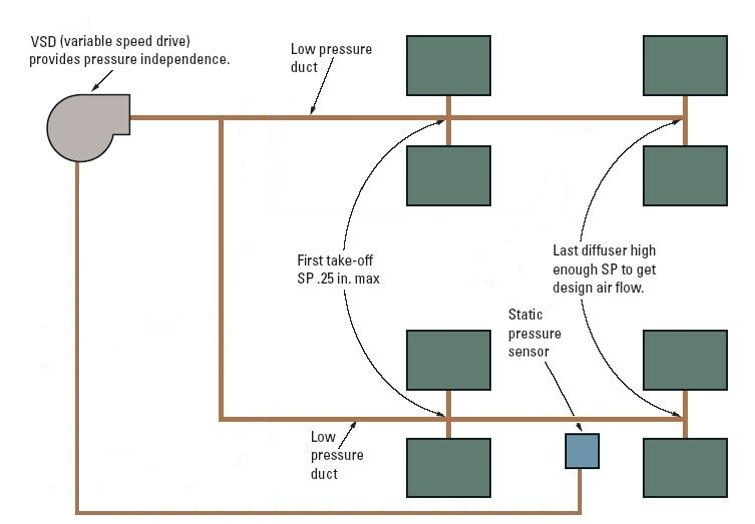 VSD (variable speed drive)
provides pressure independence.
Low pressure
duct
First take-off
SP .25 in. max
Last diffuser high
enough SP to get
design air flow.
Static
pressure
sensor
Low
pressure
duct